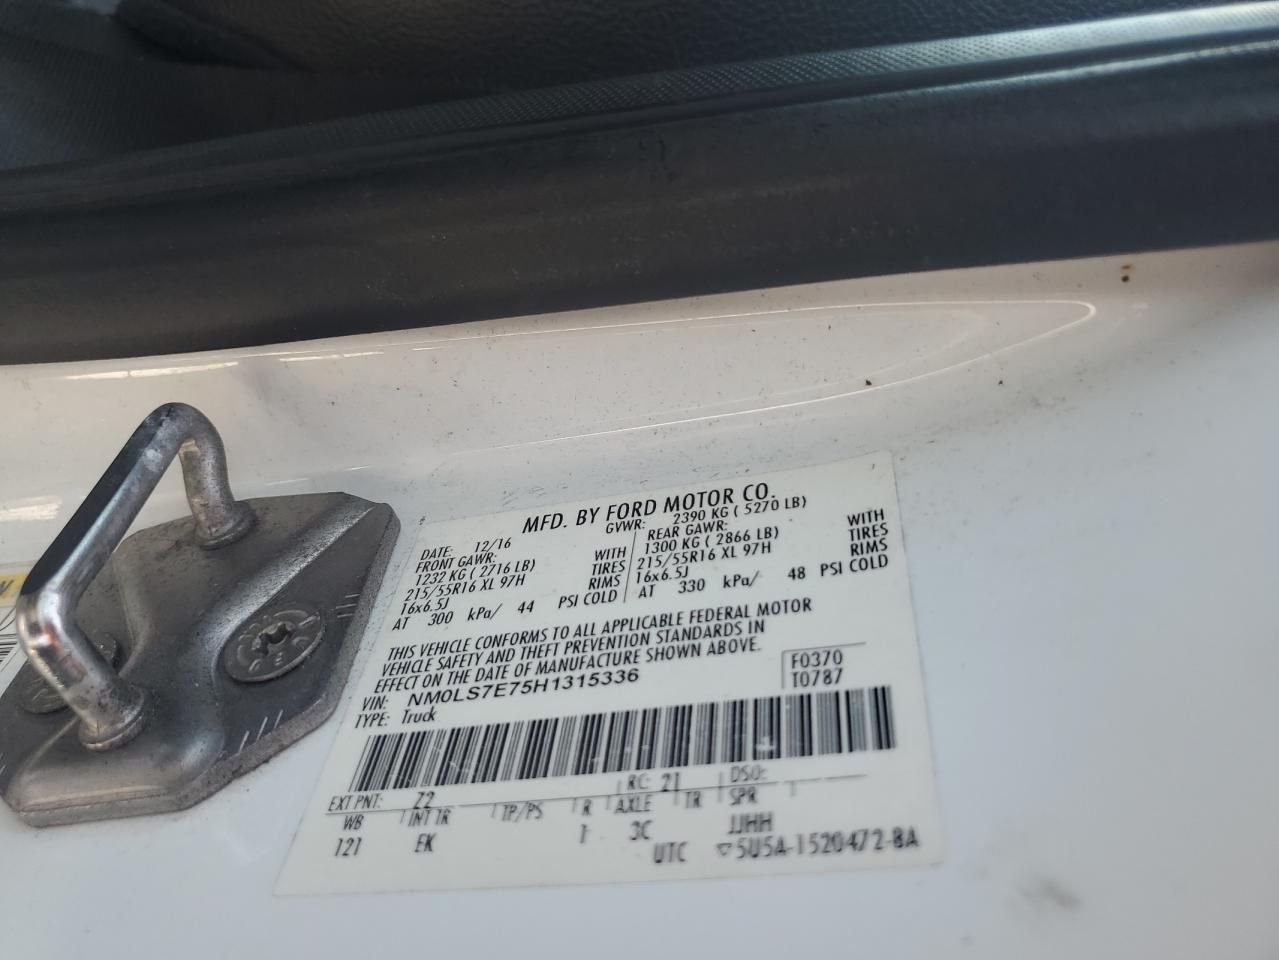 MFD. BY FORD MOTOR CO.
DATE: 12/16 GVWR: 2390 KG ( 5270 LB)
FRONT GAWR: REAR GAWR:
1232 KG ( 2716 LB) WITH 1300 KG ( 2866 LB) WITH
215/55R16 XL 97H TIRES 215/55R16 XL 97H TIRES
16x6.5J RIMS 16x6.5J RIMS
AT 300 kPa/ 44 PSI COLD AT 330 kPa/ 48 PSI COLD
THIS VEHICLE CONFORMS TO ALL APPLICABLE FEDERAL MOTOR
VEHICLE SAFETY AND THEFT PREVENTION STANDARDS IN
EFFECT ON THE DATE OF MANUFACTURE SHOWN ABOVE.
VIN: NM0LS7E75H1315336 F0370
TYPE: Truck T0787
EXT PNT: Z2 RC: 21 DSO:
WB INT TR TP/PS R AXLE TR SPR
121 EK 1 3C JJHH
UTC ▽5U5A-1520472-BA